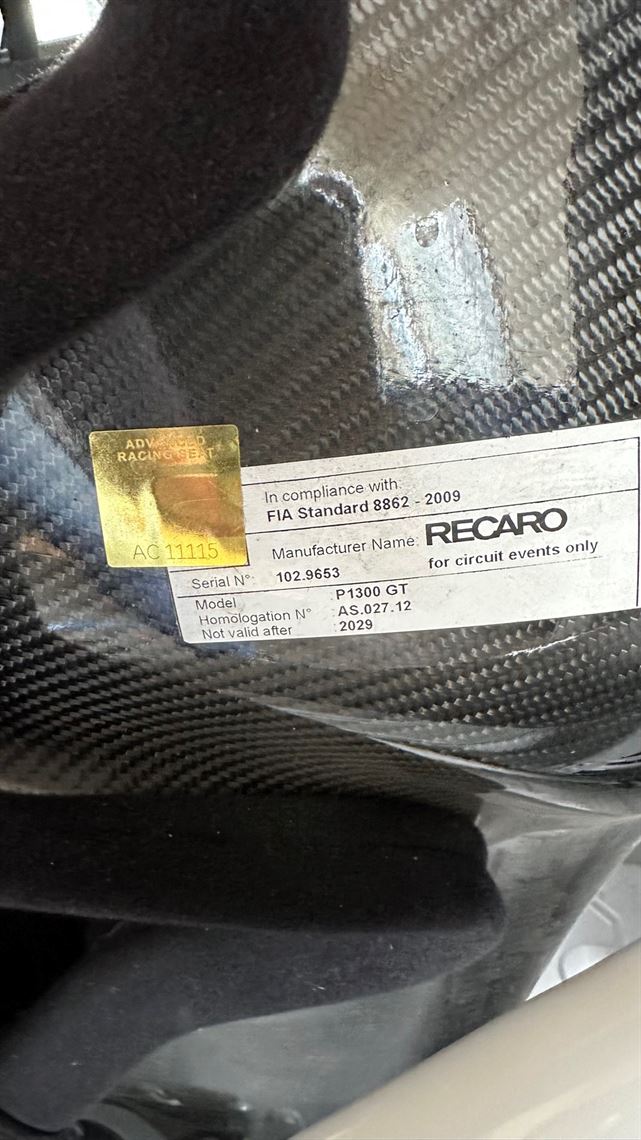 ADVANCED
RACING SEAT
AC 11115
In compliance with:
FIA Standard 8862 - 2009
Manufacturer Name: RECARO
for circuit events only
Serial N°: 102.9653
Model : P1300 GT
Homologation N° : AS.027.12
Not valid after : 2029